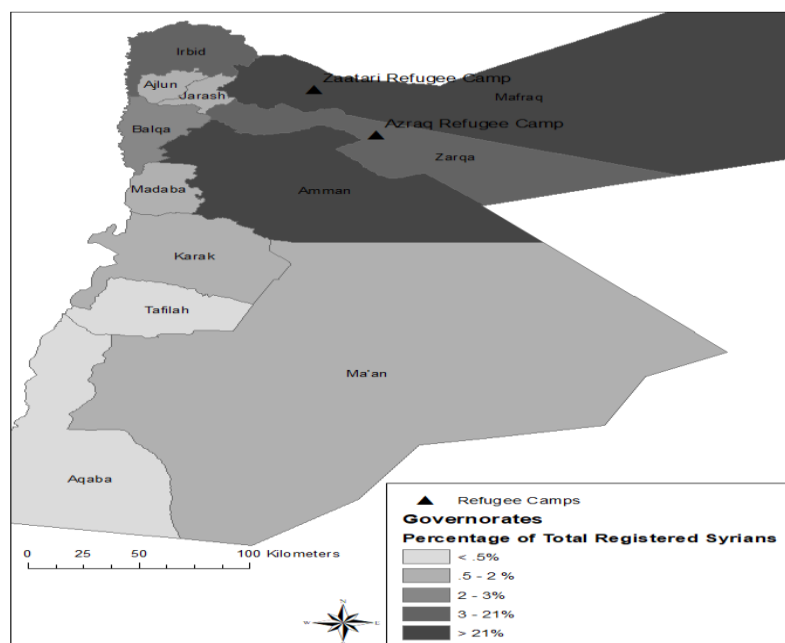 Irbid
Zaatari Refugee Camp
Ajlun
Jarash
Mafraq
Azraq Refugee Camp
Balqa
Zarqa
Madaba
Amman
Karak
Tafilah
Ma'an
Aqaba
0 25 50 100 Kilometers
N
W E
S
Refugee Camps
Governorates
Percentage of Total Registered Syrians
< .5%
.5 - 2 %
2 - 3%
3 - 21%
> 21%